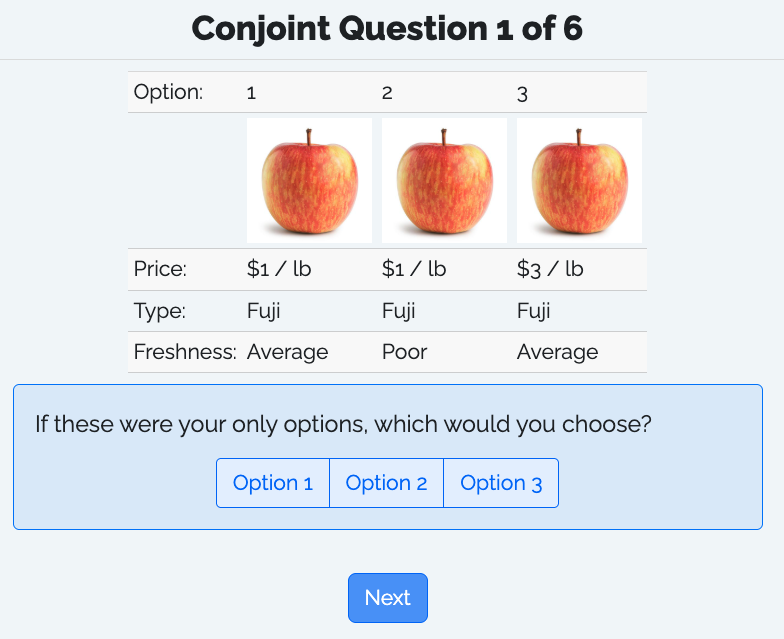 Conjoint Question 1 of 6
Option: 1 2 3
Price: $1 / lb $1 / lb $3 / lb
Type: Fuji Fuji Fuji
Freshness: Average Poor Average
If these were your only options, which would you choose?
Option 1 Option 2 Option 3
Next